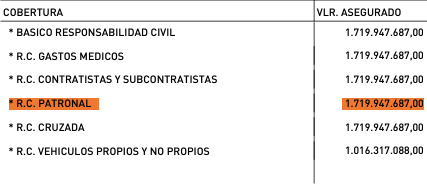 COBERTURA VLR. ASEGURADO
* BASICO RESPONSABILIDAD CIVIL 1.719.947.687,00
* R.C. GASTOS MEDICOS 1.719.947.687,00
* R.C. CONTRATISTAS Y SUBCONTRATISTAS 1.719.947.687,00
* R.C. PATRONAL 1.719.947.687,00
* R.C. CRUZADA 1.719.947.687,00
* R.C. VEHICULOS PROPIOS Y NO PROPIOS 1.016.317.088,00